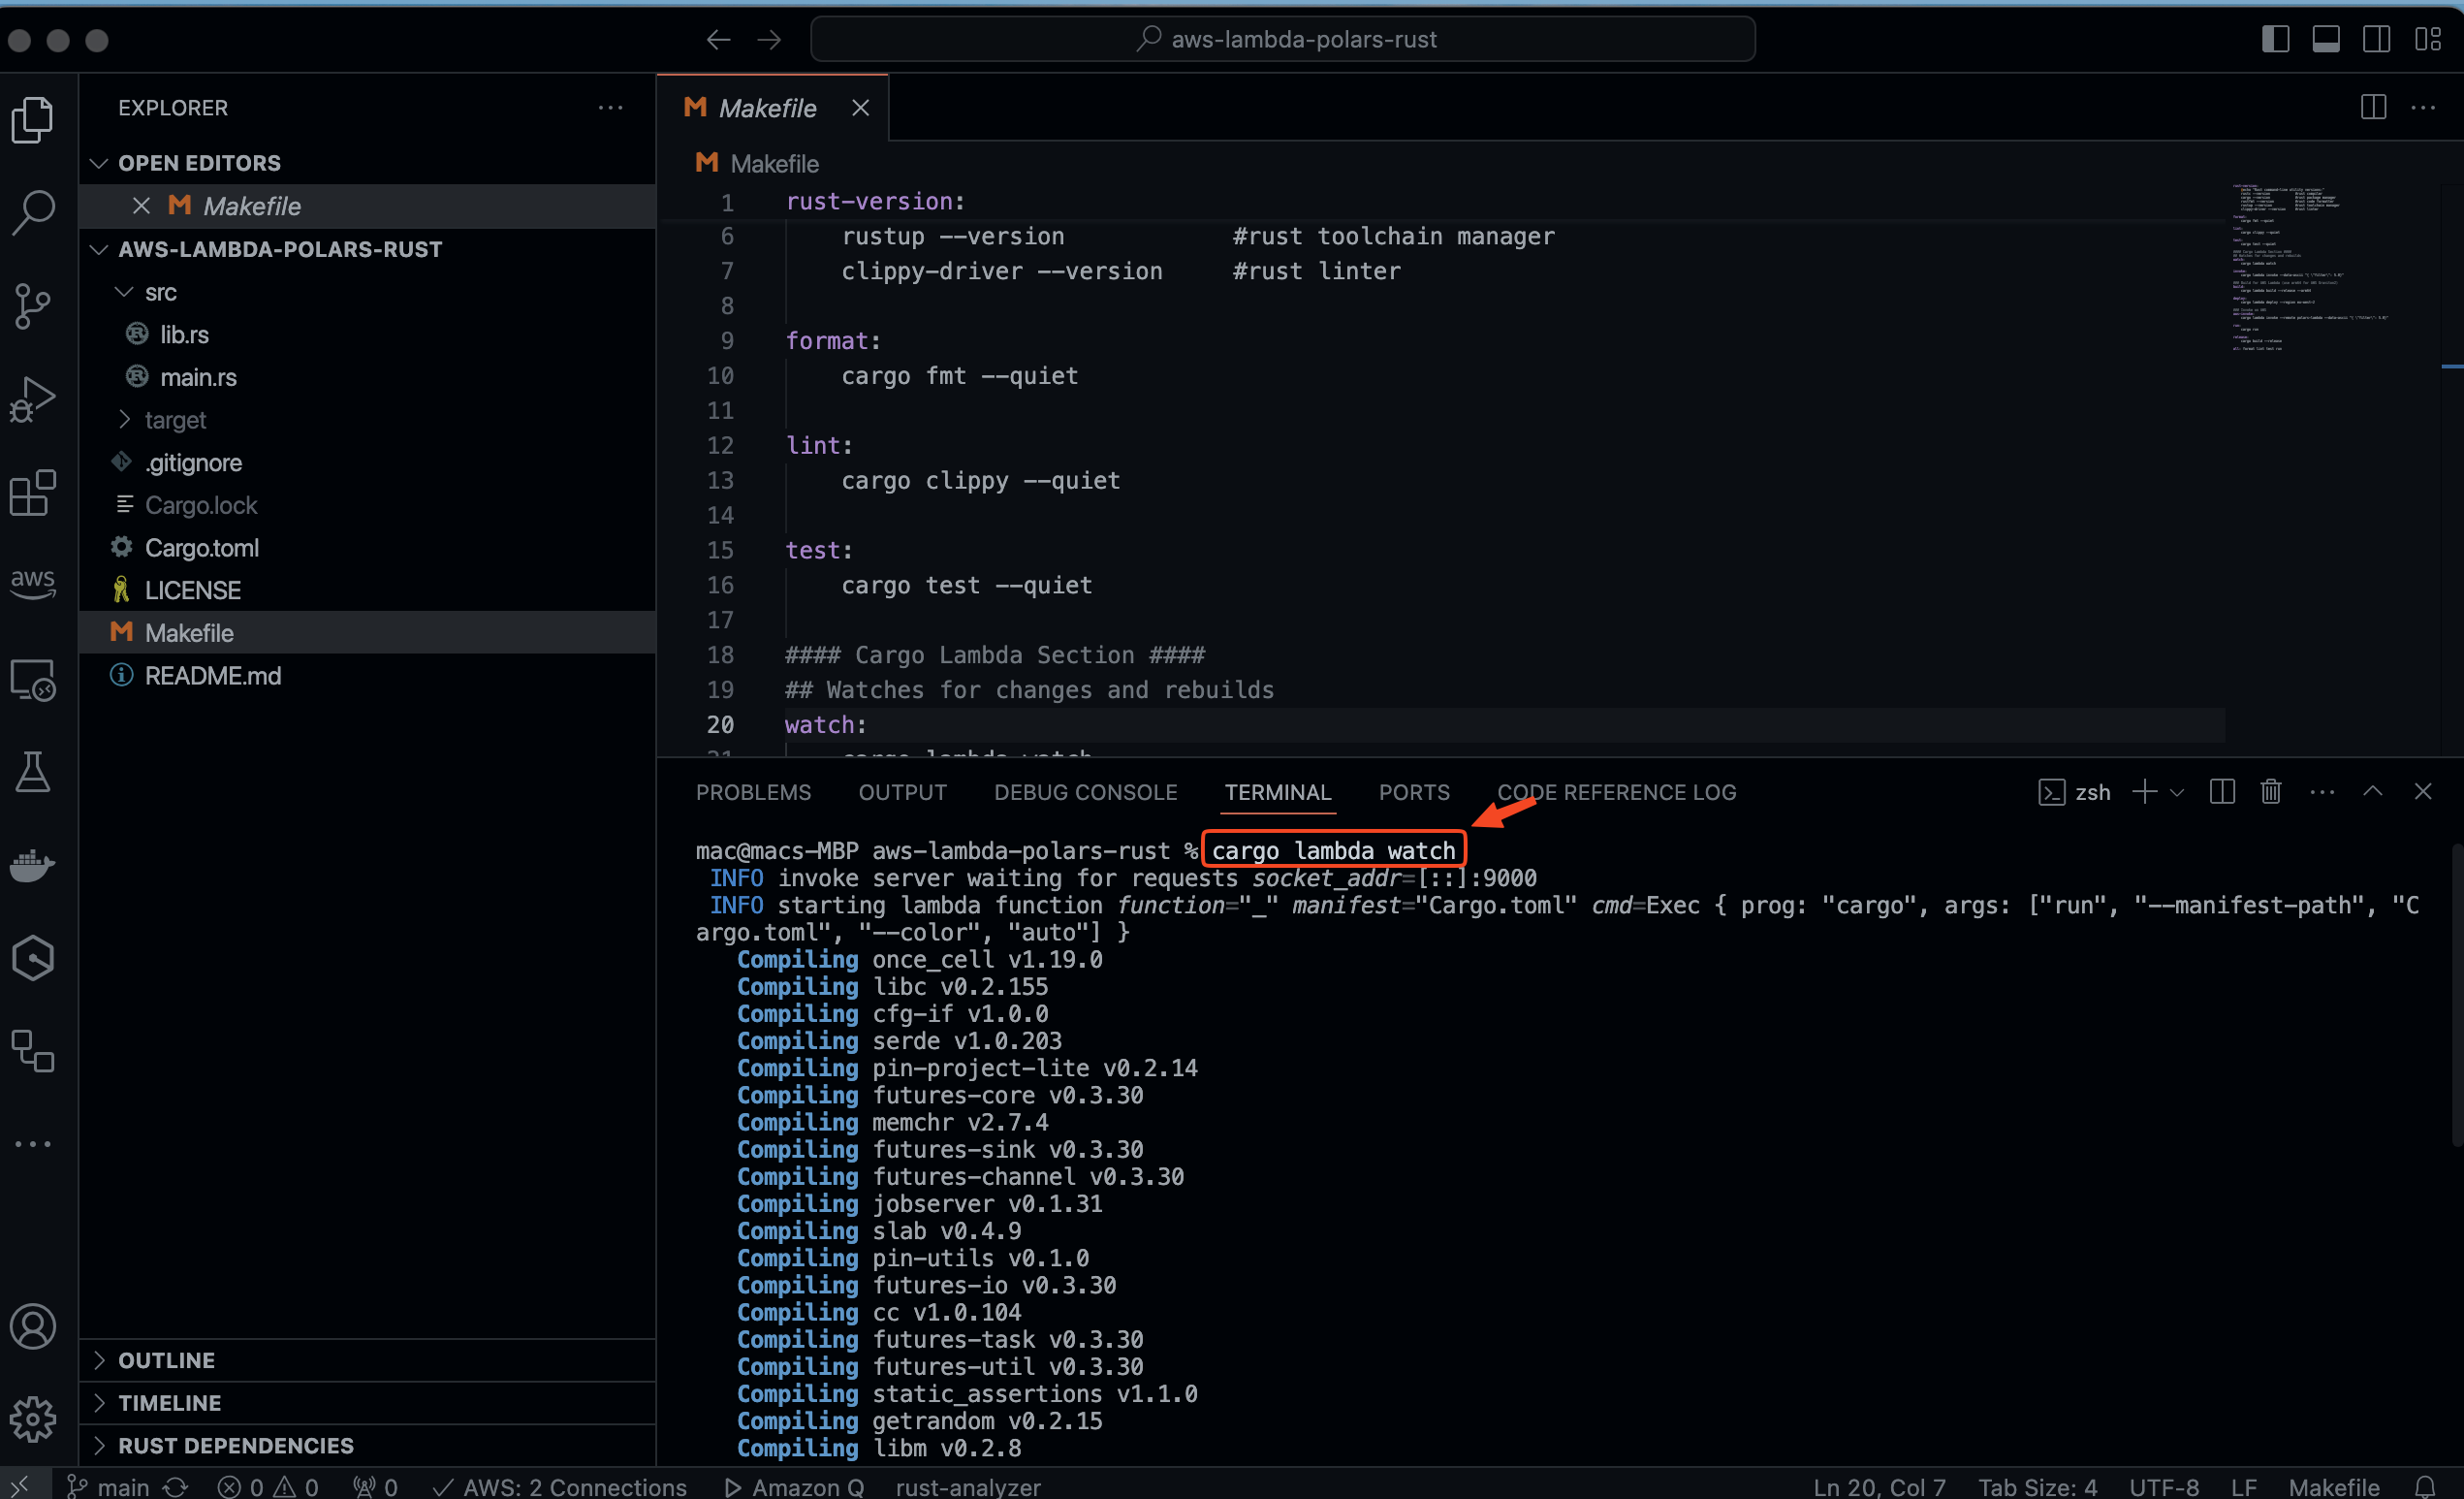 aws-lambda-polars-rust
EXPLORER
OPEN EDITORS
Makefile
AWS-LAMBDA-POLARS-RUST
src
lib.rs
main.rs
target
.gitignore
Cargo.lock
Cargo.toml
LICENSE
Makefile
README.md
OUTLINE
TIMELINE
RUST DEPENDENCIES
aws
Makefile
Makefile
1 rust-version:
6 rustup --version #rust toolchain manager
7 clippy-driver --version #rust linter
8
9 format:
10 cargo fmt --quiet
11
12 lint:
13 cargo clippy --quiet
14
15 test:
16 cargo test --quiet
17
18 #### Cargo Lambda Section ####
19 ## Watches for changes and rebuilds
20 watch:
21 cargo lambda watch
PROBLEMS OUTPUT DEBUG CONSOLE TERMINAL PORTS CODE REFERENCE LOG zsh
mac@macs-MBP aws-lambda-polars-rust % cargo lambda watch
INFO invoke server waiting for requests socket_addr=[::]:9000
INFO starting lambda function function="_" manifest="Cargo.toml" cmd=Exec { prog: "cargo", args: ["run", "--manifest-path", "C
argo.toml", "--color", "auto"] }
Compiling once_cell v1.19.0
Compiling libc v0.2.155
Compiling cfg-if v1.0.0
Compiling serde v1.0.203
Compiling pin-project-lite v0.2.14
Compiling futures-core v0.3.30
Compiling memchr v2.7.4
Compiling futures-sink v0.3.30
Compiling futures-channel v0.3.30
Compiling jobserver v0.1.31
Compiling slab v0.4.9
Compiling pin-utils v0.1.0
Compiling futures-io v0.3.30
Compiling cc v1.0.104
Compiling futures-task v0.3.30
Compiling futures-util v0.3.30
Compiling static_assertions v1.1.0
Compiling getrandom v0.2.15
Compiling libm v0.2.8
main 0 0 0 AWS: 2 Connections Amazon Q rust-analyzer Ln 20, Col 7 Tab Size: 4 UTF-8 LF Makefile